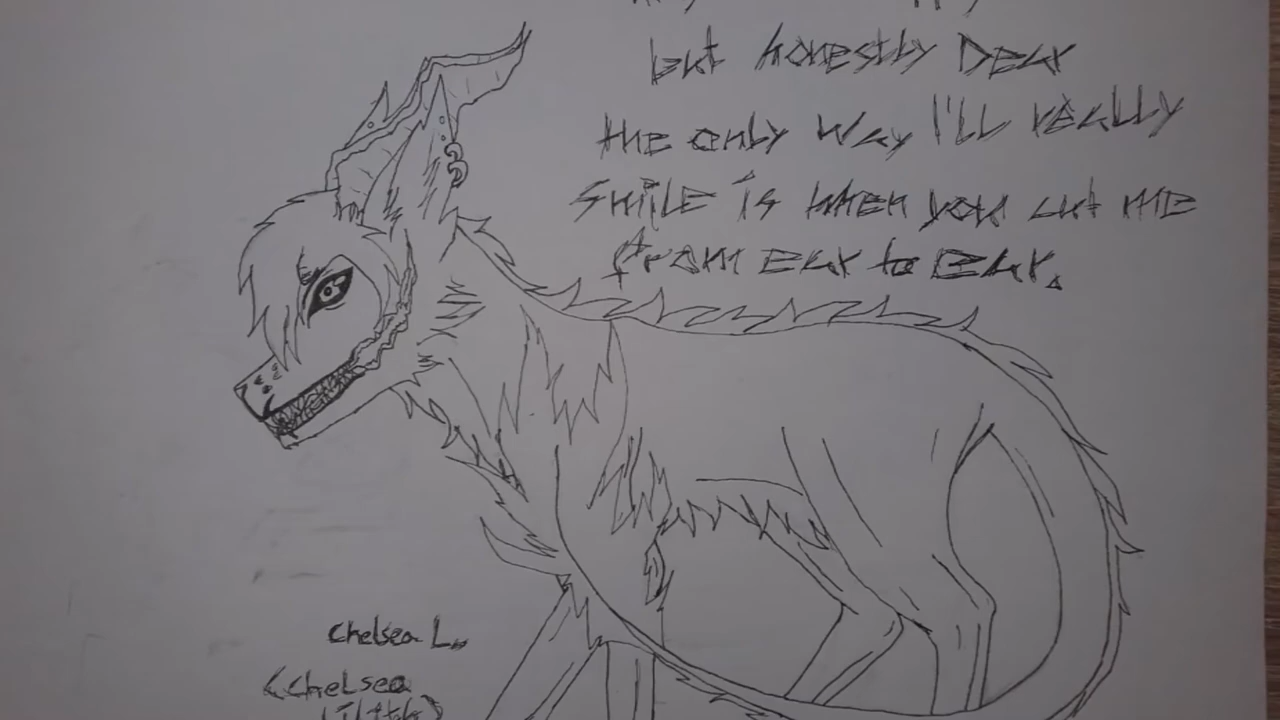 but honestly Dear
the only way I'll really
smile is when you cut me
from Ear to Ear.
Chelsea L.
(Chelsea